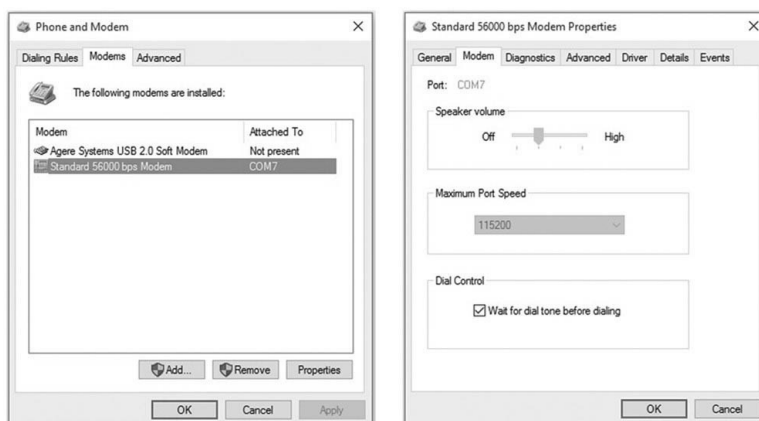 Phone and Modem
Dialing Rules Modems Advanced
The following modems are installed:
Modem Attached To
Agere Systems USB 2.0 Soft Modem Not present
Standard 56000 bps Modem COM7
Add... Remove Properties
OK Cancel Apply
Standard 56000 bps Modem Properties
General Modem Diagnostics Advanced Driver Details Events
Port: COM7
Speaker volume
Off High
Maximum Port Speed
115200
Dial Control
Wait for dial tone before dialing
OK Cancel